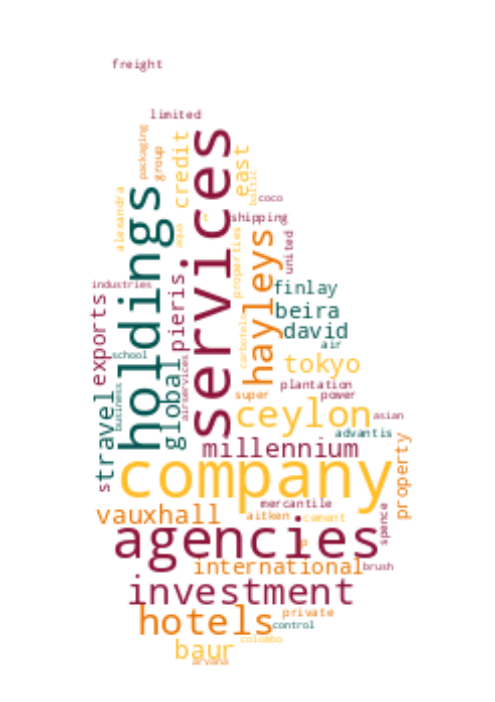 freight
limited
services
holdings
packaging
group
credit
east
baltic
coco
alexandra
shipping
aqua
properties
united
hayleys
pieris
industries
finlay
exports
beira
david
air
school
carbotels
global
airservices
tokyo
travel
business
plantation
super
power
ceylon
asian
advantis
millennium
property
company
s
mercantile
vauxhall
aitken
cement
spence
agencies
p
international
brush
investment
hotels
private
control
colombo
baur
arvana
t